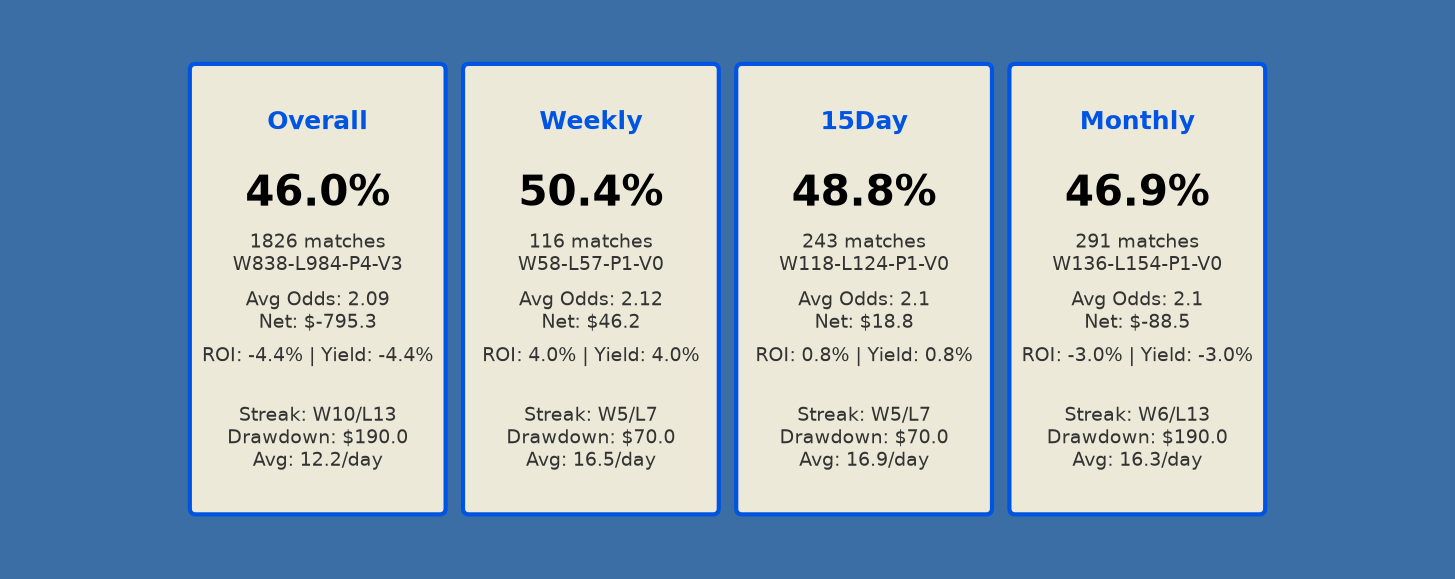 Overall
46.0%
1826 matches
W838-L984-P4-V3
Avg Odds: 2.09
Net: $-795.3
ROI: -4.4% | Yield: -4.4%
Streak: W10/L13
Drawdown: $190.0
Avg: 12.2/day
Weekly
50.4%
116 matches
W58-L57-P1-V0
Avg Odds: 2.12
Net: $46.2
ROI: 4.0% | Yield: 4.0%
Streak: W5/L7
Drawdown: $70.0
Avg: 16.5/day
15Day
48.8%
243 matches
W118-L124-P1-V0
Avg Odds: 2.1
Net: $18.8
ROI: 0.8% | Yield: 0.8%
Streak: W5/L7
Drawdown: $70.0
Avg: 16.9/day
Monthly
46.9%
291 matches
W136-L154-P1-V0
Avg Odds: 2.1
Net: $-88.5
ROI: -3.0% | Yield: -3.0%
Streak: W6/L13
Drawdown: $190.0
Avg: 16.3/day